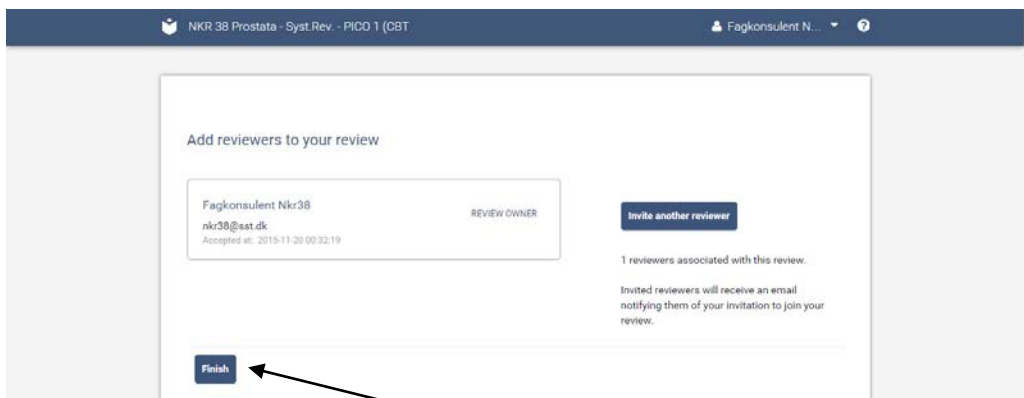 NKR 38 Prostata - Syst.Rev. - PICO 1 (CBT
Fagkonsulent N...
Add reviewers to your review
Fagkonsulent Nkr38
REVIEW OWNER
nkr38@sst.dk
Accepted at: 2015-11-20 00:32:19
Invite another reviewer
1 reviewers associated with this review.
Invited reviewers will receive an email
notifying them of your invitation to join your
review.
Finish